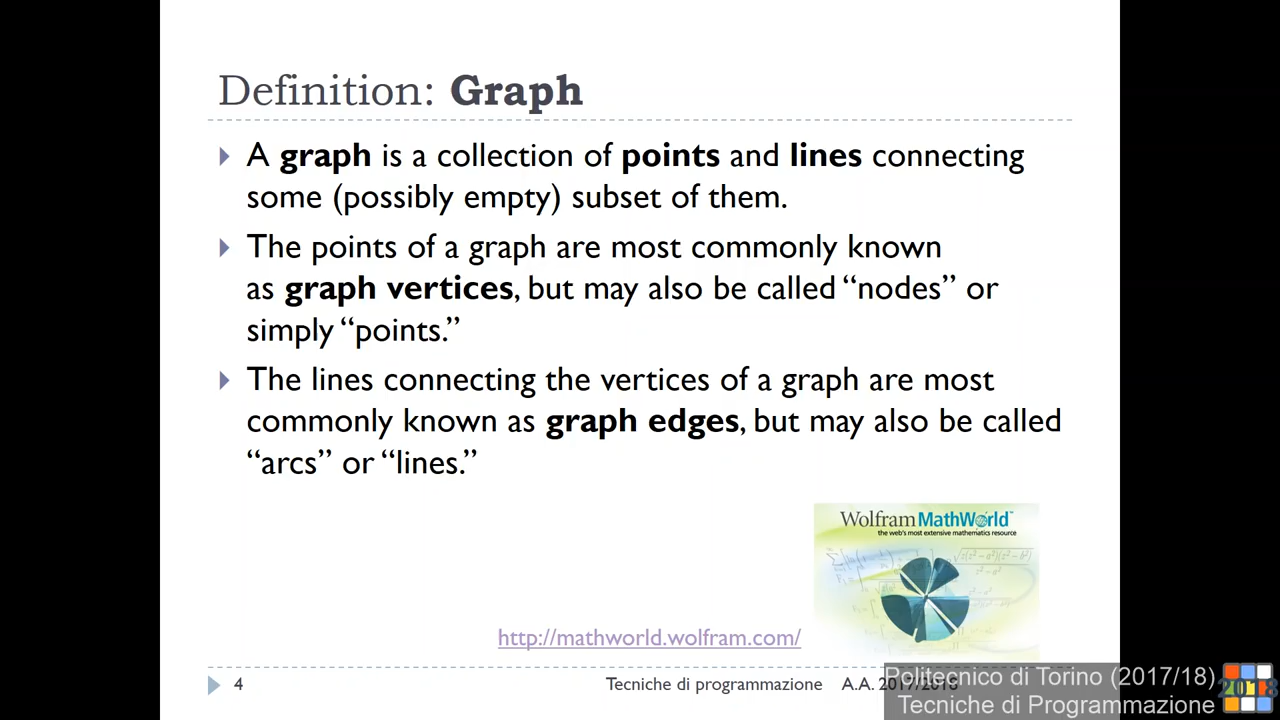 Definition: Graph
A graph is a collection of points and lines connecting
some (possibly empty) subset of them.
The points of a graph are most commonly known
as graph vertices, but may also be called “nodes” or
simply “points.”
The lines connecting the vertices of a graph are most
commonly known as graph edges, but may also be called
“arcs” or “lines.”
Wolfram MathWorld™
the web's most extensive mathematics resource
http://mathworld.wolfram.com/
4
Tecniche di programmazione A.A. 2017/2018
Politecnico di Torino (2017/18)
Tecniche di Programmazione
2018